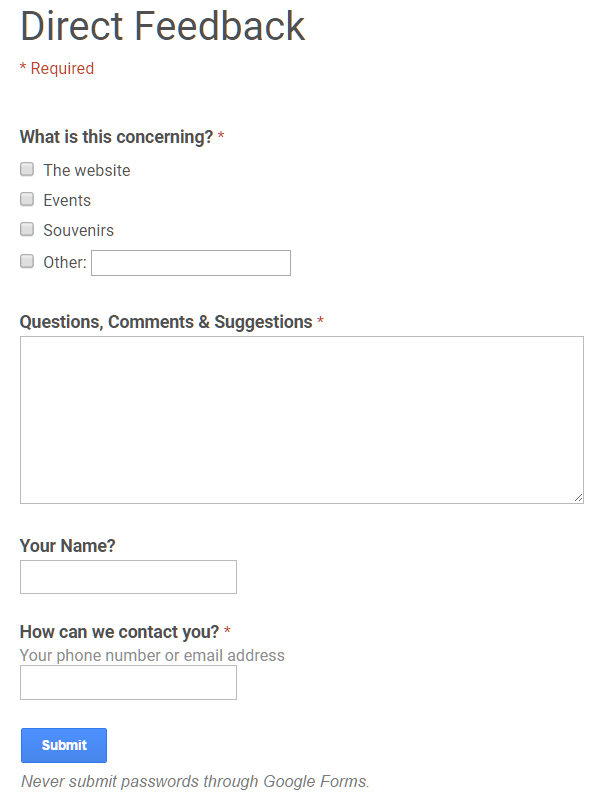 Direct Feedback
* Required
What is this concerning? *
The website
Events
Souvenirs
Other:
Questions, Comments & Suggestions *
Your Name?
How can we contact you? *
Your phone number or email address
Submit
Never submit passwords through Google Forms.